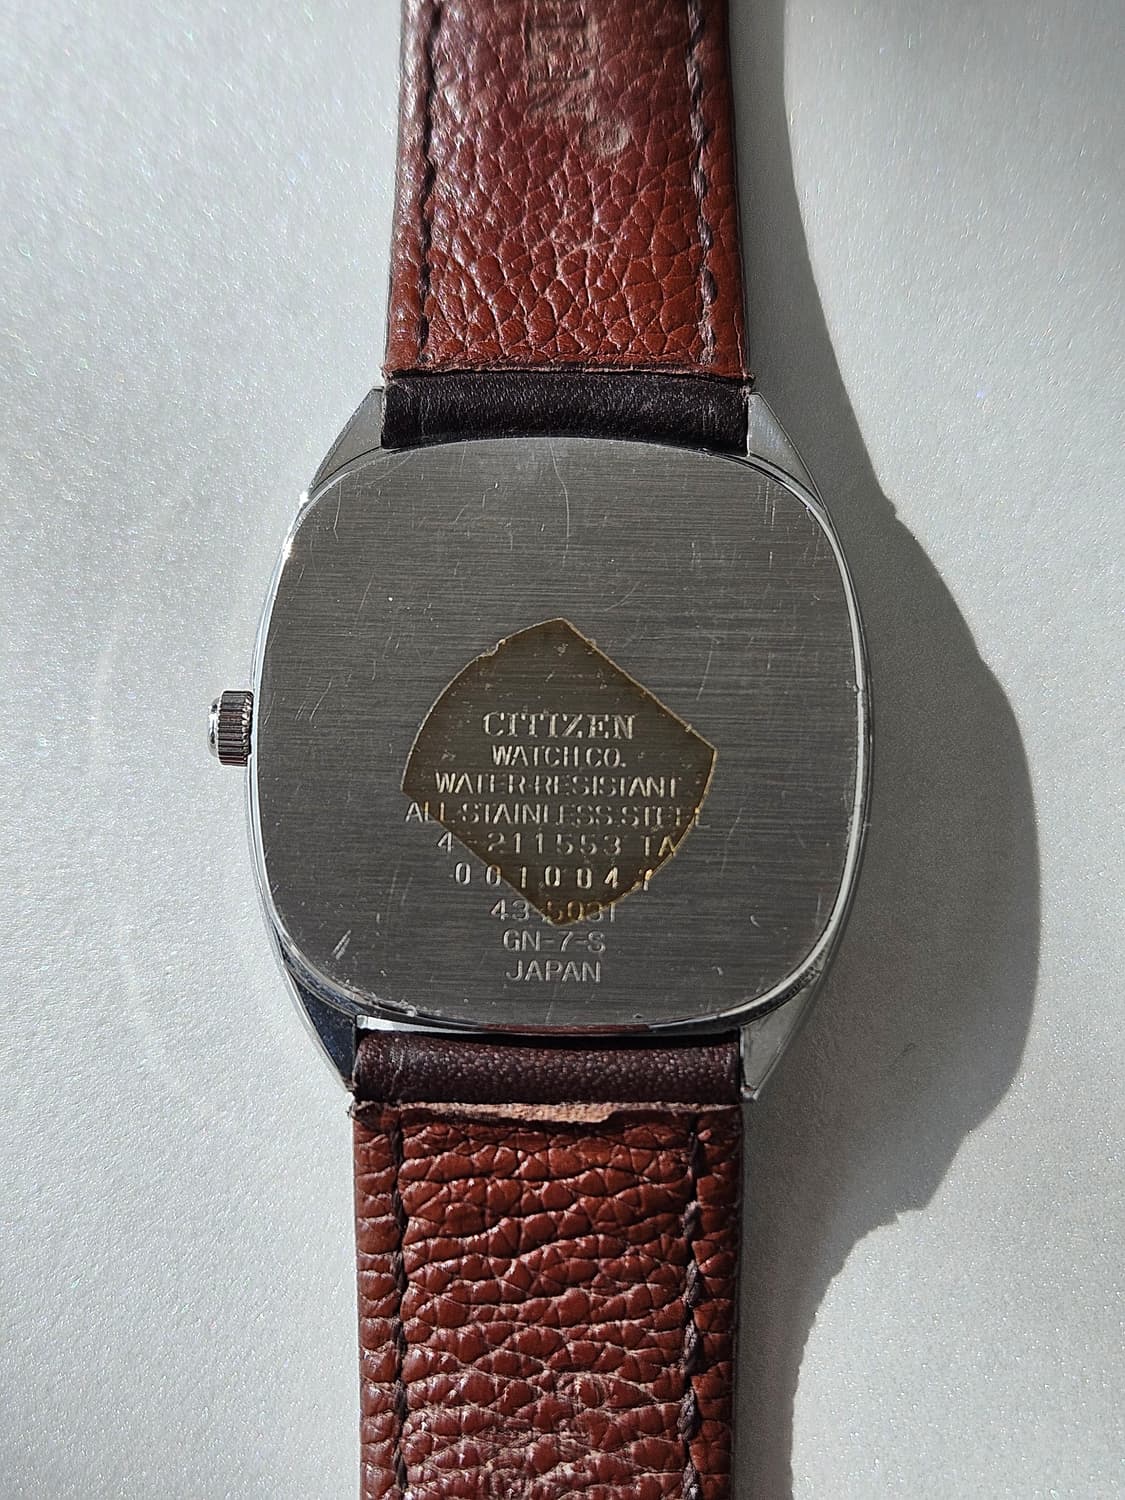 CITIZEN
WATCH CO.
WATER-RESISTANT
ALL STAINLESS STEEL
4-211553 TA
GN-7-S
JAPAN